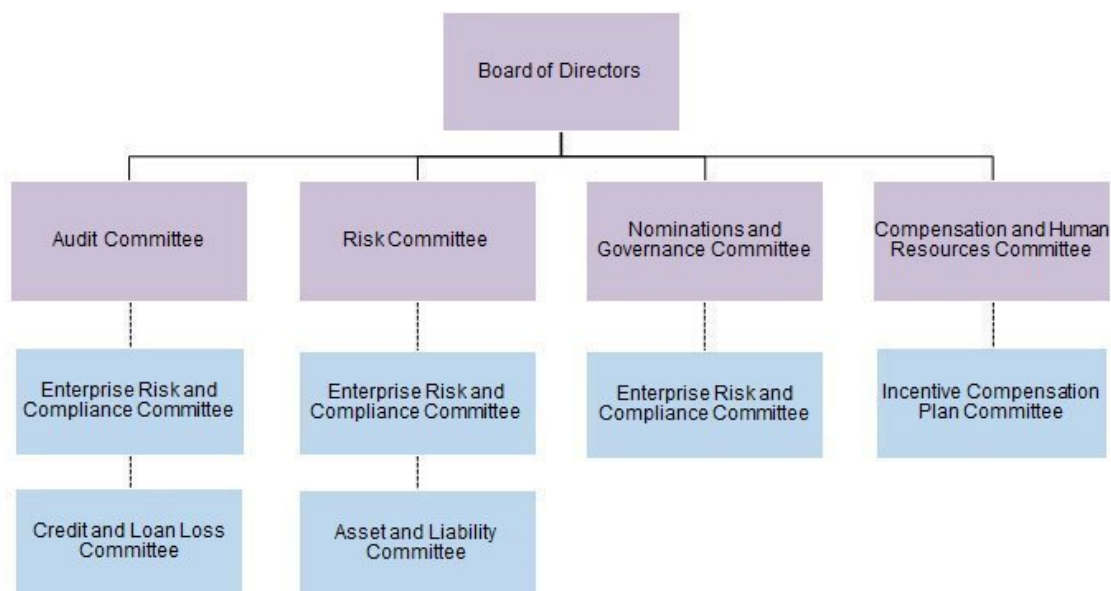 Board of Directors
Audit Committee
Risk Committee
Nominations and
Governance Committee
Compensation and Human
Resources Committee
Enterprise Risk and
Compliance Committee
Enterprise Risk and
Compliance Committee
Enterprise Risk and
Compliance Committee
Incentive Compensation
Plan Committee
Credit and Loan Loss
Committee
Asset and Liability
Committee